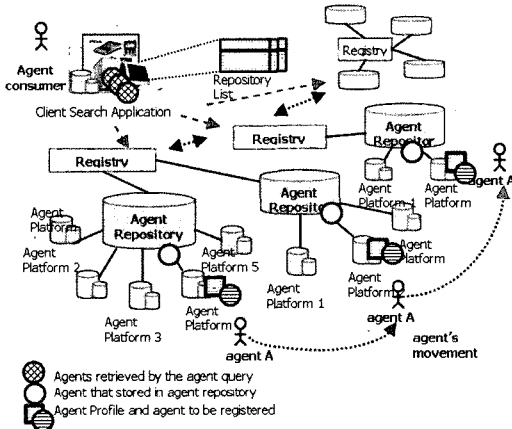 Agent
consumer
Client Search Application
Repository
List
Registry
Registry
Registry
Agent
Repositor
Agent
Platform 1
Agent
Platform
agent A
Agent
Repository
Agent
Reposito
Agent
Platform
Agent
Platform 2
Agent
Platform 3
Agent
Platform 5
Agent
Platform
agent A
Agent
Platform 1
Agent
Platform
Agent
Platform
agent A
agent's
movement
Agents retrieved by the agent query
Agent that stored in agent repository
Agent Profile and agent to be registered